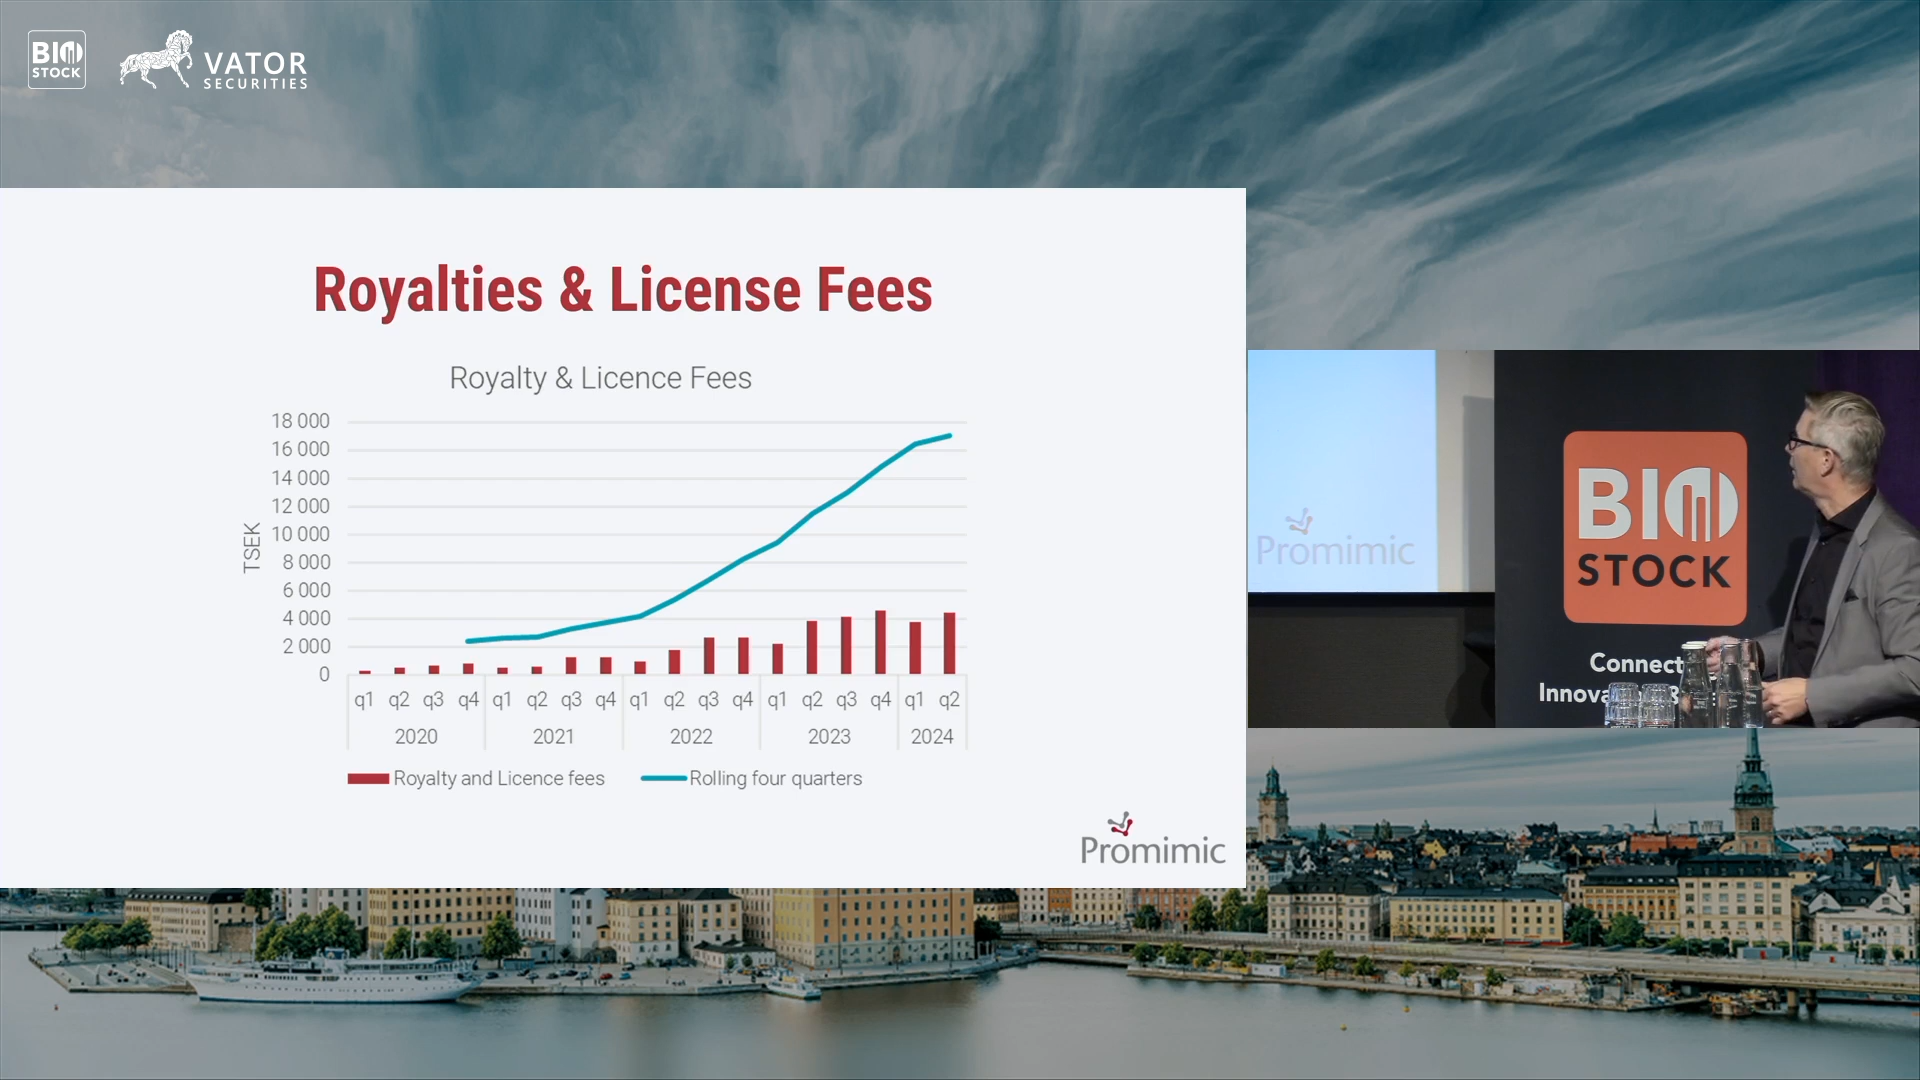 BIO
STOCK
VATOR
SECURITIES
Royalties & License Fees
Royalty & Licence Fees
TSEK
18 000
16 000
14 000
12 000
10 000
8 000
6 000
4 000
2 000
0
q1 q2 q3 q4 q1 q2 q3 q4 q1 q2 q3 q4 q1 q2 q3 q4 q1 q2
2020 2021 2022 2023 2024
Royalty and Licence fees Rolling four quarters
Promimic
Promimic
BIO
STOCK
Connect
Innova